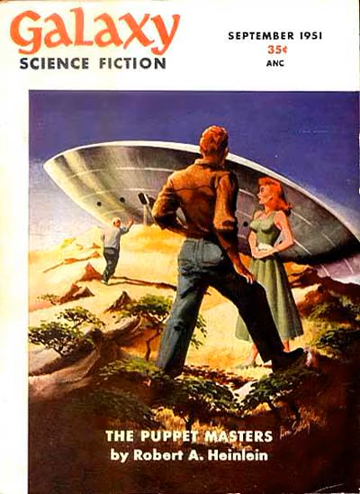 Galaxy
SCIENCE FICTION
SEPTEMBER 1951
35¢
ANC
THE PUPPET MASTERS
by Robert A. Heinlein